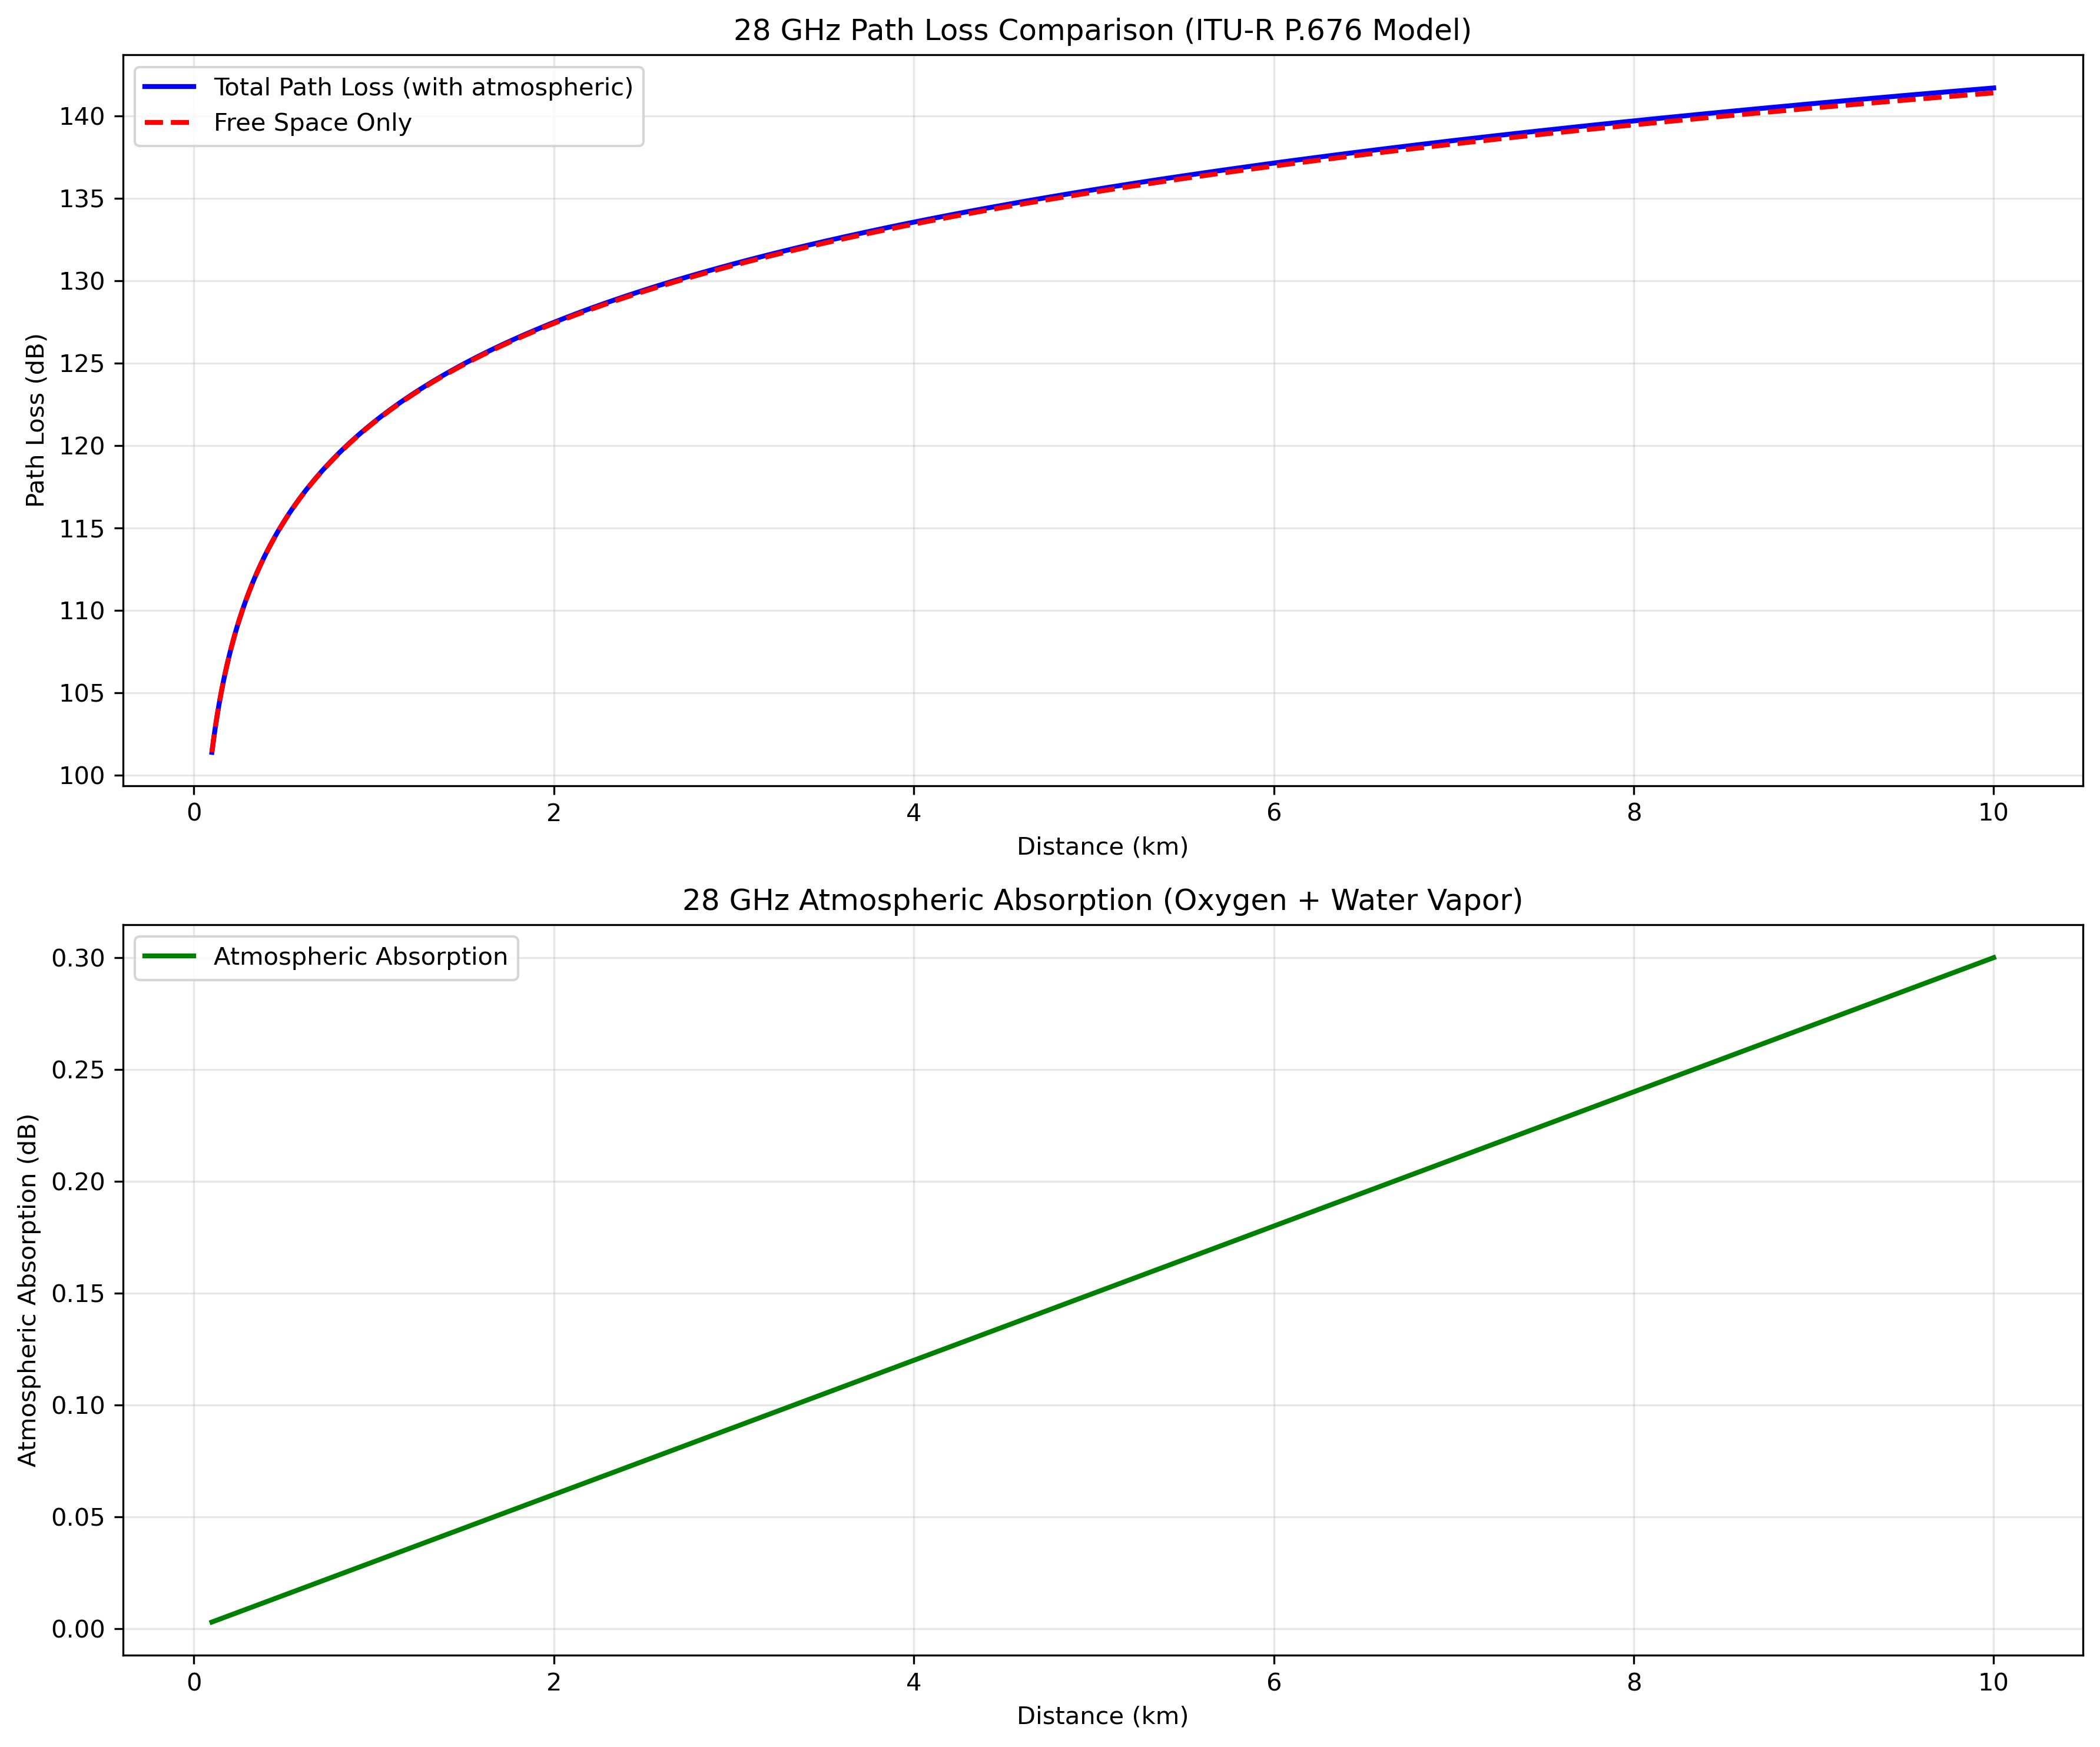 28 GHz Path Loss Comparison (ITU-R P.676 Model)
Total Path Loss (with atmospheric)
Free Space Only
Path Loss (dB)
140
135
130
125
120
115
110
105
100
0 2 4 6 8 10
Distance (km)
28 GHz Atmospheric Absorption (Oxygen + Water Vapor)
Atmospheric Absorption
Atmospheric Absorption (dB)
0.30
0.25
0.20
0.15
0.10
0.05
0.00
0 2 4 6 8 10
Distance (km)